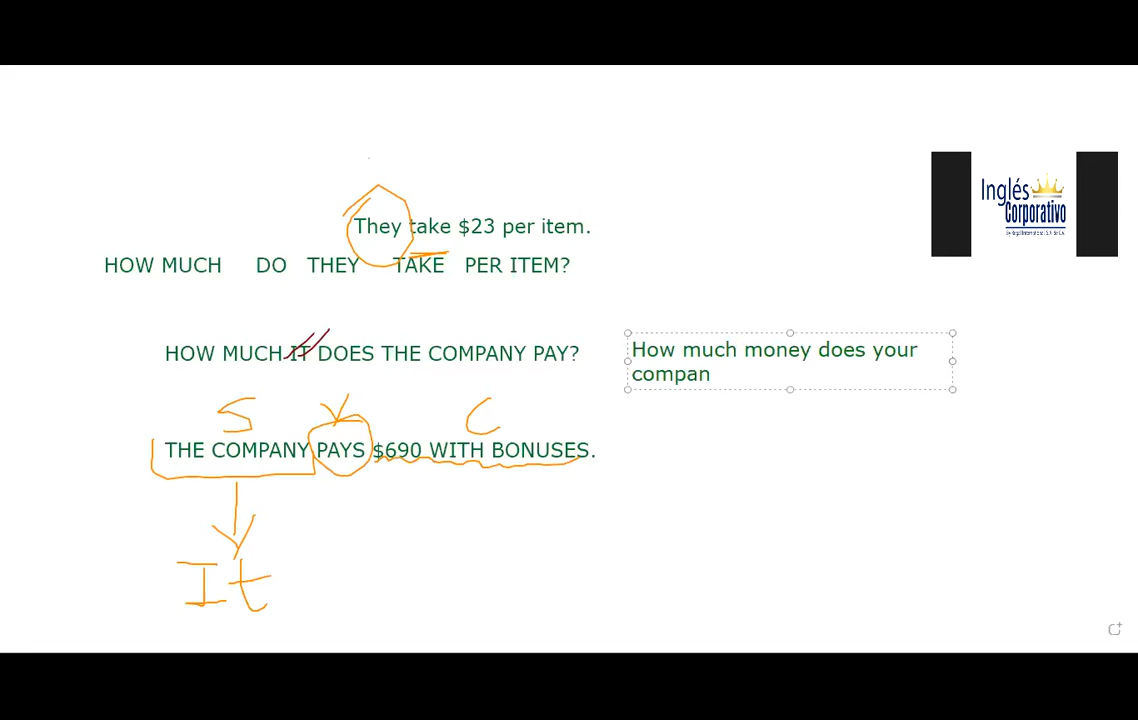 They take $23 per item.
HOW MUCH DO THEY TAKE PER ITEM?
HOW MUCH IT DOES THE COMPANY PAY?
How much money does your
compan
S V C
THE COMPANY PAYS $690 WITH BONUSES.
It
Inglés
Corporativo